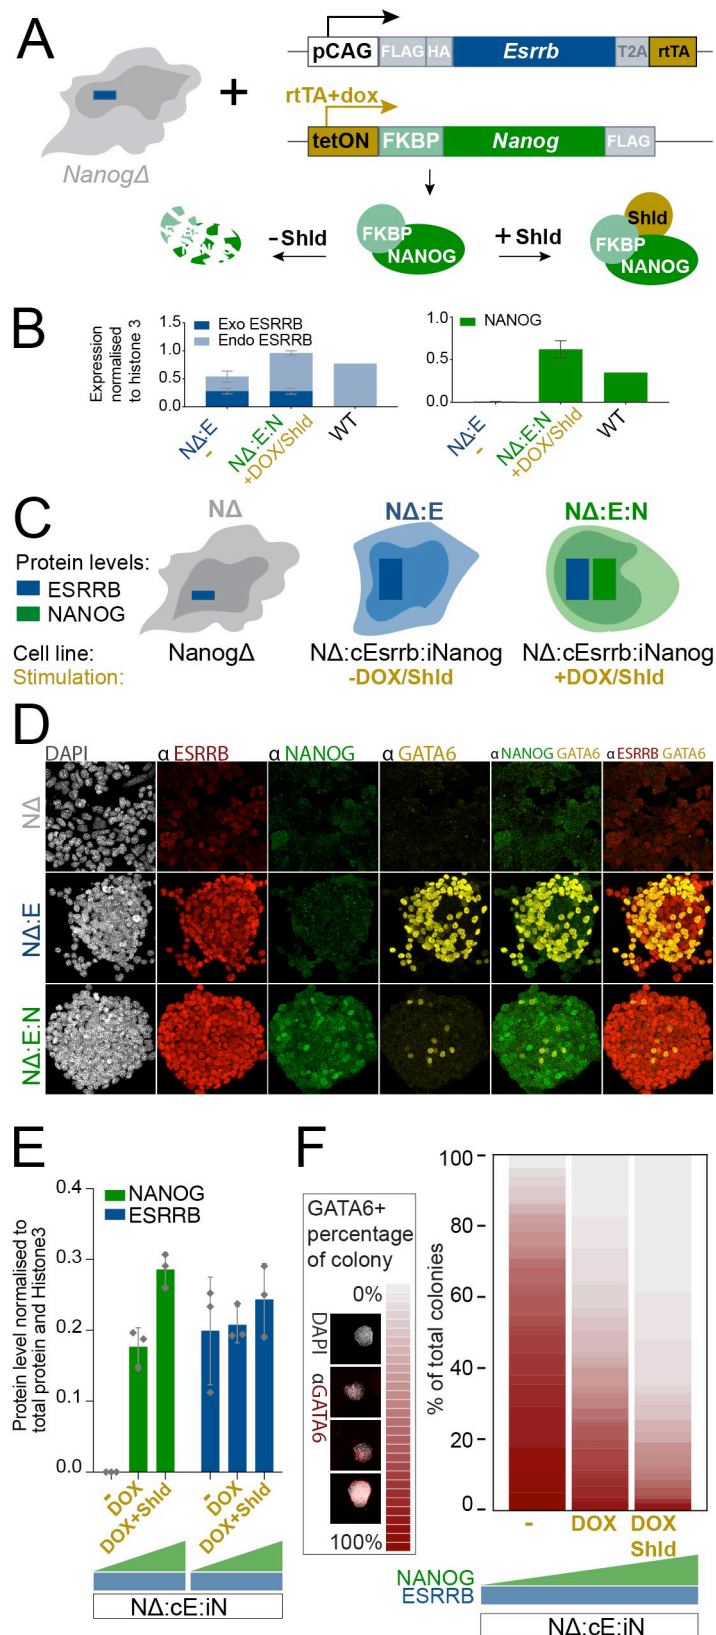 A
pCAG FLAG HA Esrrb T2A rtTA
+
rtTA+dox
tetON FKBP Nanog FLAG
NanogΔ
-Shld
FKBP
NANOG
+Shld
Shld
FKBP
NANOG
B
Expression
normalised
to histone 3
1.5
1.0
0.5
0.0
Exo ESRRB
Endo ESRRB
NΔ:E
-
NΔ:E:N
+DOX/Shld
WT
1.0
0.5
0.0
NANOG
NΔ:E
-
NΔ:E:N
+DOX/Shld
WT
C
NΔ
NΔ:E
NΔ:E:N
Protein levels:
ESRRB
NANOG
Cell line:
NanogΔ
NΔ:cEsrrb:iNanog
NΔ:cEsrrb:iNanog
Stimulation:
-DOX/Shld
+DOX/Shld
D
DAPI
α ESRRB
α NANOG
α GATA6
α NANOG GATA6
α ESRRB GATA6
NΔ
NΔ:E
NΔ:E:N
E
Protein level normalised to
total protein and Histone3
0.4
0.3
0.2
0.1
0.0
NANOG
ESRRB
-
DOX
DOX+Shld
-
DOX
DOX+Shld
NΔ:cE:iN
F
GATA6+
percentage
of colony
0%
DAPI
αGATA6
100%
% of total colonies
100
80
60
40
20
0
-
DOX
DOX
Shld
NANOG
ESRRB
NΔ:cE:iN